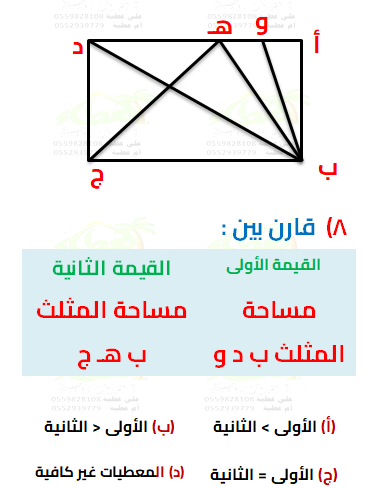 أ
و
هـ
د
ب
ج
٨) قارن بين :
القيمة الأولى
القيمة الثانية
مساحة المثلث ب د و
مساحة المثلث ب هـ ج
(أ) الأولى > الثانية
(ب) الأولى < الثانية
(ج) الأولى = الثانية
(د) المعطيات غير كافية